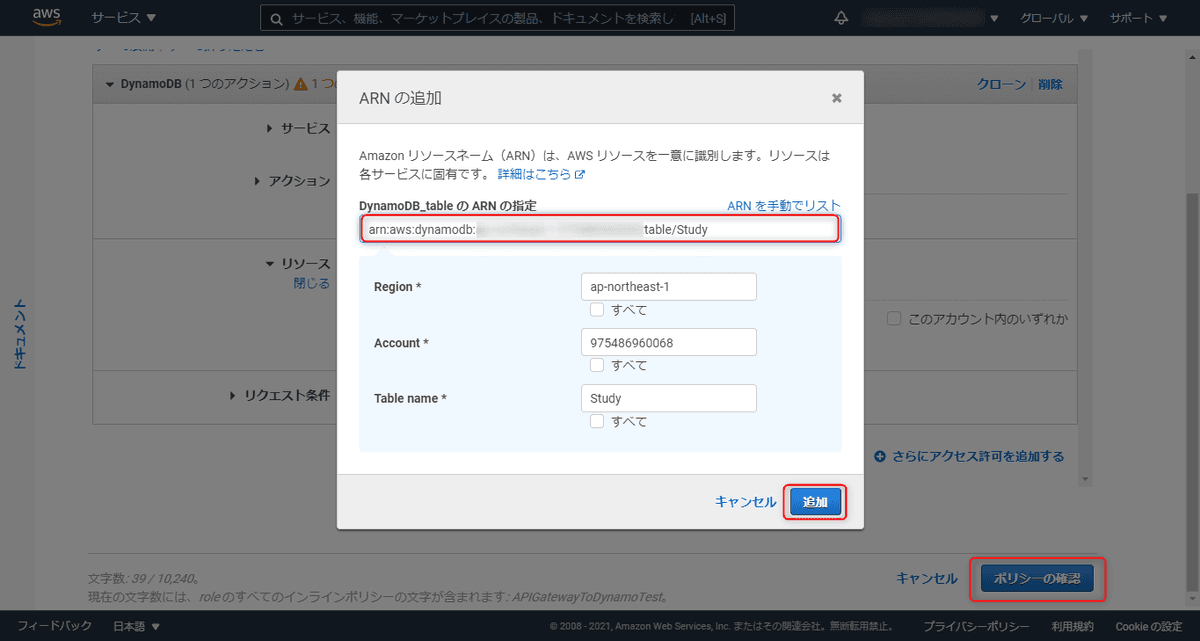 aws サービス サービス、機能、マーケットプレイスの製品、ドキュメントを検索し [Alt+S] グローバル サポート
DynamoDB (1 つのアクション) 1 つ クローン 削除
サービス
アクション
リソース
閉じる
このアカウント内のいずれか
リクエスト条件
さらにアクセス許可を追加する
ドキュメント
ARN の追加
Amazon リソースネーム（ARN）は、AWS リソースを一意に識別します。リソースは
各サービスに固有です。 詳細はこちら
DynamoDB_table の ARN の指定 ARN を手動でリスト
arn:aws:dynamodb: table/Study
Region * ap-northeast-1
すべて
Account * 975486960068
すべて
Table name * Study
すべて
キャンセル 追加
文字数: 39 / 10,240。
現在の文字数には、role のすべてのインラインポリシーの文字が含まれます: APIGatewayToDynamoTest。
キャンセル ポリシーの確認
フィードバック 日本語 © 2008 - 2021, Amazon Web Services, Inc. またはその関連会社。無断転用禁止。 プライバシーポリシー 利用規約 Cookie の設定